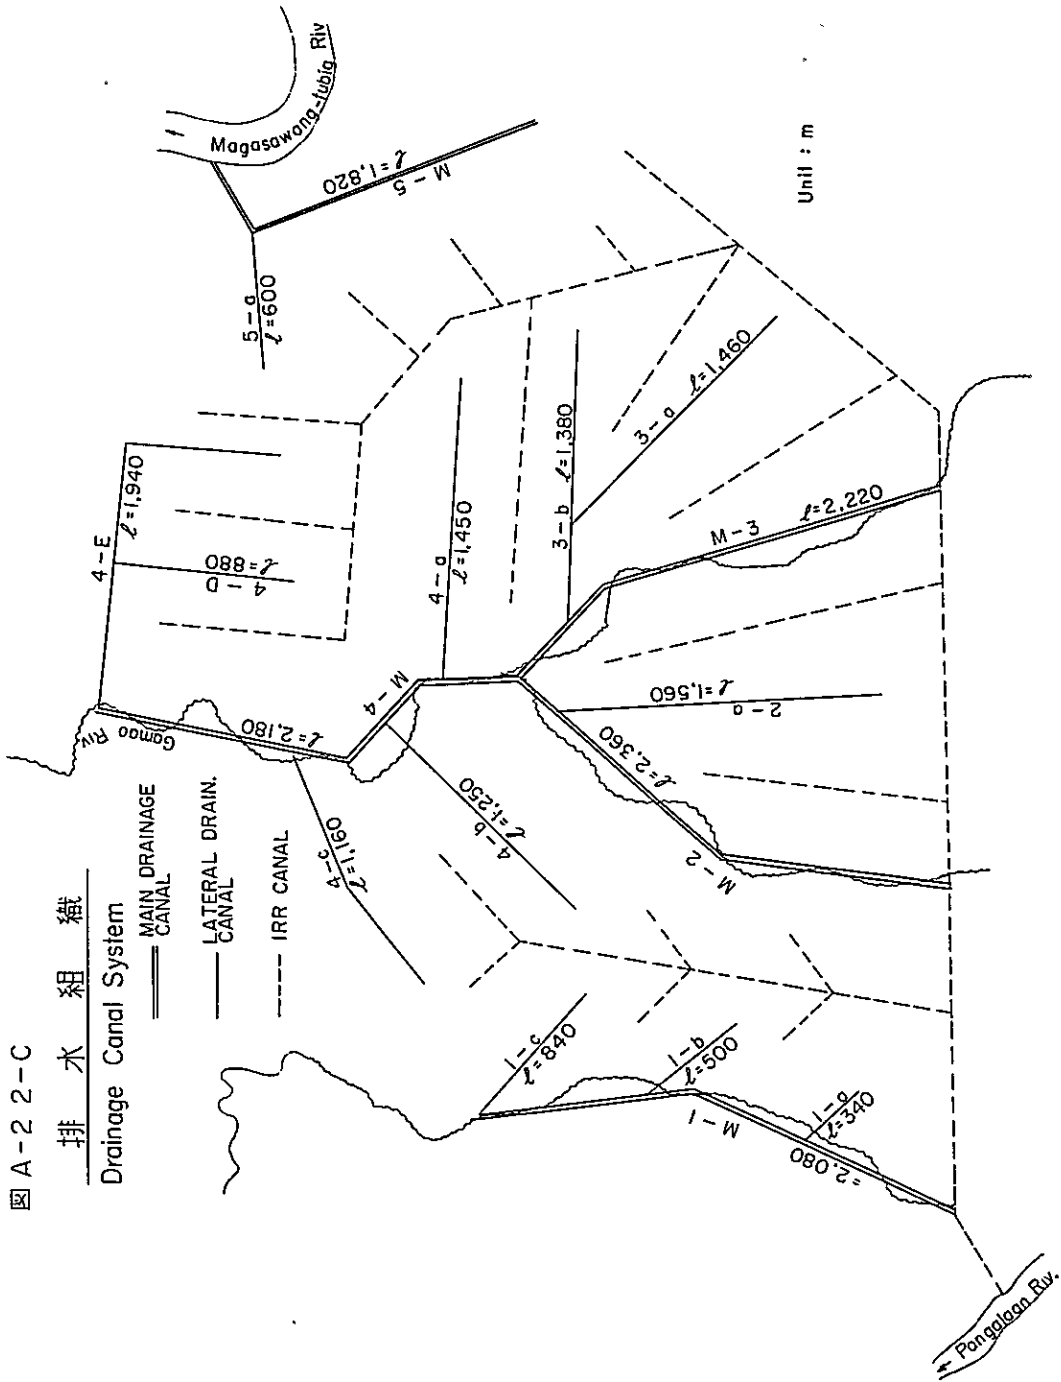 図 A-2 2-C
排 水 組 織
Drainage Canal System
MAIN DRAINAGE
CANAL
LATERAL DRAIN.
CANAL
IRR CANAL
Gamao Riv
Magasawang-tubig Riv
Pangalaan Riv.
Unit : m
4-E
ℓ=1,940
4-D
ℓ=880
5-a
ℓ=600
M-5
ℓ=1,820
ℓ=2,180
M-4
4-a
ℓ=1,450
4-c
ℓ=1,160
4-b
ℓ=1,250
3-b ℓ=1,380
3-a ℓ=1,460
M-3 ℓ=2,220
2-a
ℓ=1,560
ℓ=2,360
M-2
1-c
ℓ=840
1-b
ℓ=500
M-1
1-a
ℓ=340
=2,080